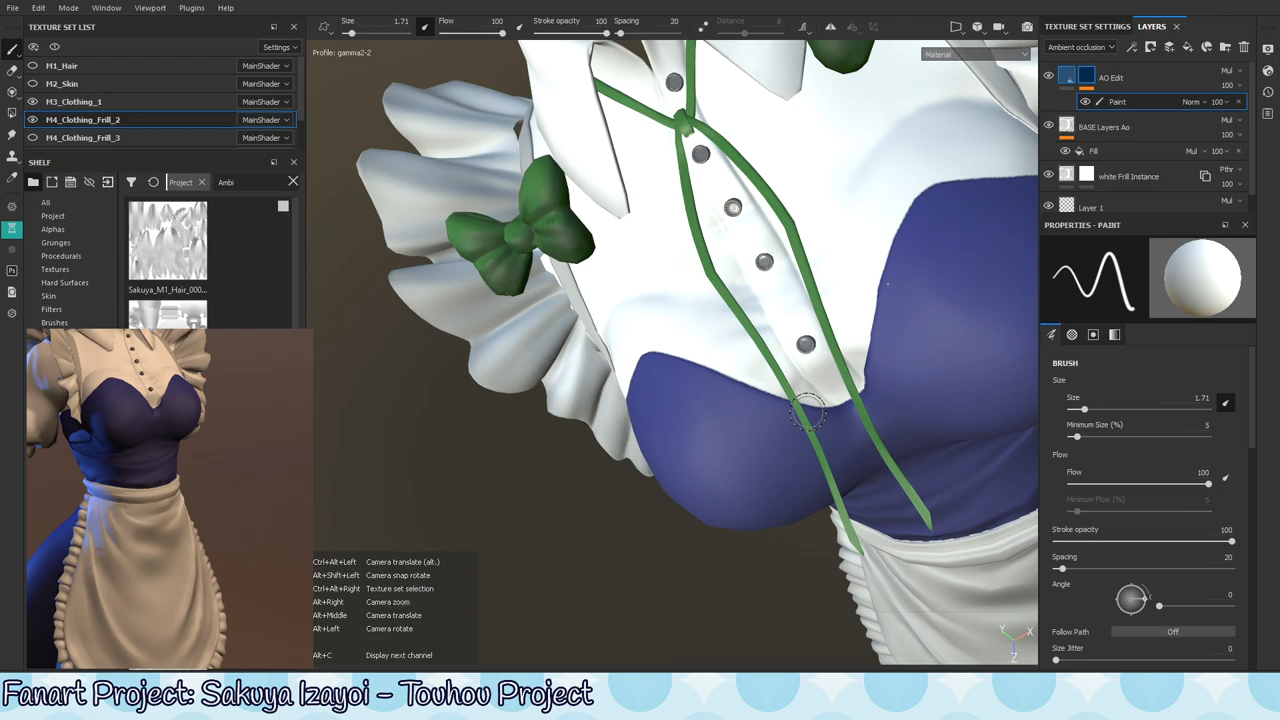 File Edit Mode Window Viewport Plugins Help
TEXTURE SET LIST
Settings
M1_Hair MainShader
M2_Skin MainShader
M3_Clothing_1 MainShader
M4_Clothing_Frill_2 MainShader
M4_Clothing_Frill_3 MainShader
SHELF
Project Ambi
All
Project
Alphas
Grunges
Procedurals
Textures
Hard Surfaces
Skin
Filters
Brushes
Sakuya_M1_Hair_000...
Size 1.71 Flow 100 Stroke opacity 100 Spacing 20 Distance 8
Profile: gamma2-2
Material
Ctrl+Alt+Left Camera translate (alt.)
Alt+Shift+Left Camera snap rotate
Ctrl+Alt+Right Texture set selection
Alt+Right Camera zoom
Alt+Middle Camera translate
Alt+Left Camera rotate
Alt+C Display next channel
Y X
Z
TEXTURE SET SETTINGS LAYERS
Ambient occlusion
AO Edit Mul 100
Paint Norm 100
BASE Layers Ao Mul 100
Fill Mul 100
white Frill Instance Pthr 100
Layer 1 Mul
PROPERTIES - PAINT
BRUSH
Size
Size 1.71
Minimum Size (%) 5
Flow
Flow 100
Minimum Flow (%) 5
Stroke opacity 100
Spacing 20
Angle 0
Follow Path Off
Size Jitter 0
Fanart Project: Sakuya Izayoi - Touhou Project